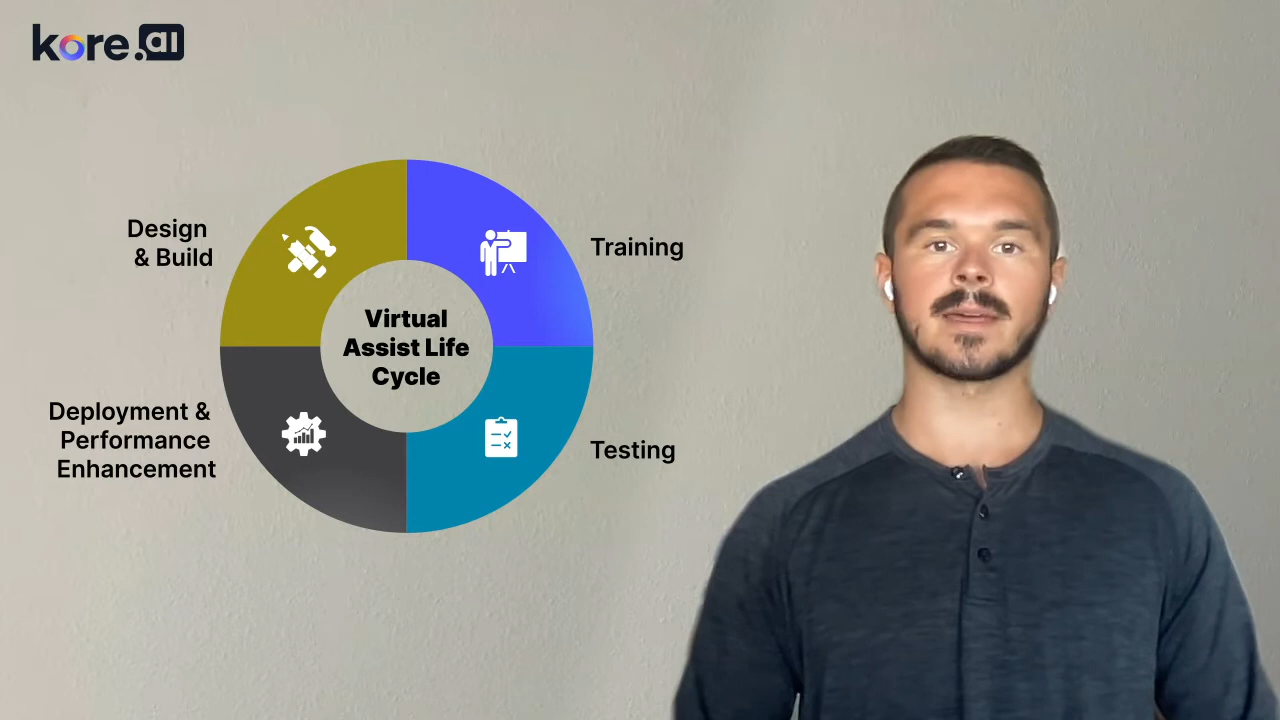 kore.ai
Design
& Build
Training
Virtual
Assist Life
Cycle
Deployment &
Performance
Enhancement
Testing